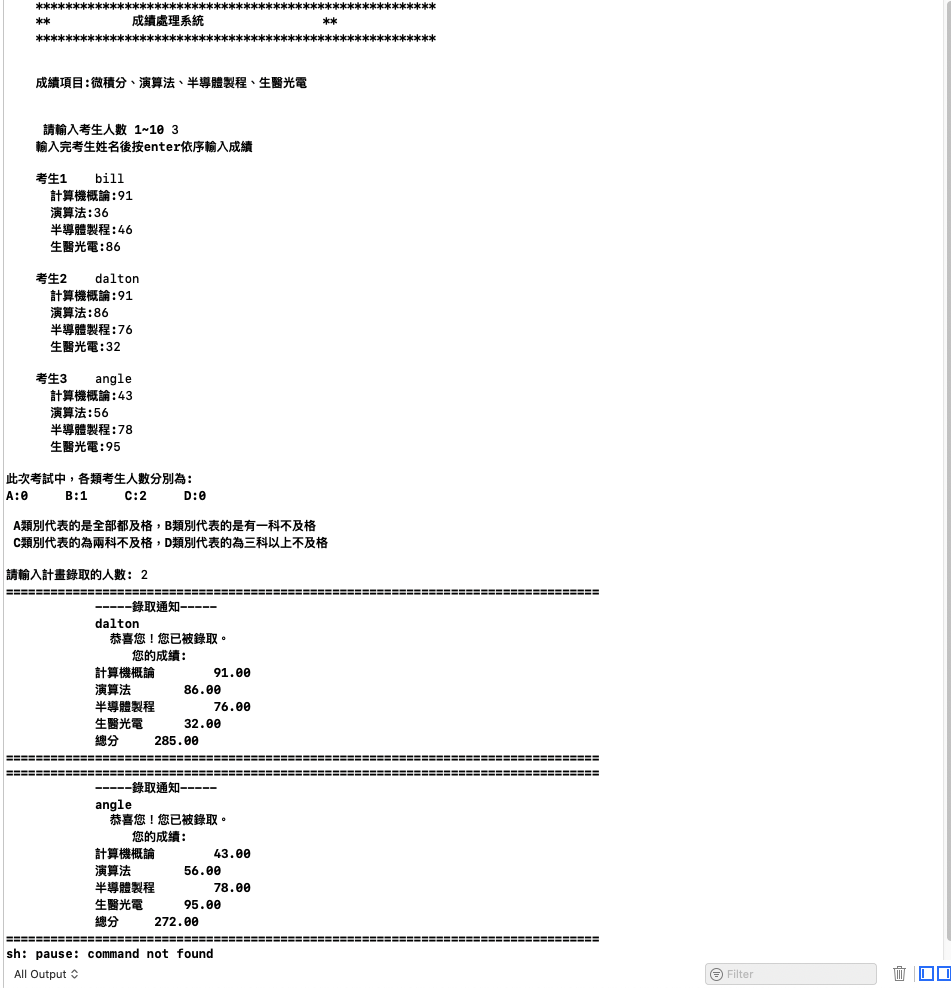 ******************************************************
** 成績處理系統 **
******************************************************
成績項目:微積分、演算法、半導體製程、生醫光電
請輸入考生人數 1~10 3
輸入完考生姓名後按enter依序輸入成績
考生1 bill
計算機概論:91
演算法:36
半導體製程:46
生醫光電:86
考生2 dalton
計算機概論:91
演算法:86
半導體製程:76
生醫光電:32
考生3 angle
計算機概論:43
演算法:56
半導體製程:78
生醫光電:95
此次考試中，各類考生人數分別為:
A:0 B:1 C:2 D:0
A類別代表的是全部都及格，B類別代表的是有一科不及格
C類別代表的為兩科不及格，D類別代表的為三科以上不及格
請輸入計畫錄取的人數: 2
================================================================================
-----錄取通知-----
dalton
恭喜您！您已被錄取。
您的成績:
計算機概論 91.00
演算法 86.00
半導體製程 76.00
生醫光電 32.00
總分 285.00
================================================================================
================================================================================
-----錄取通知-----
angle
恭喜您！您已被錄取。
您的成績:
計算機概論 43.00
演算法 56.00
半導體製程 78.00
生醫光電 95.00
總分 272.00
================================================================================
sh: pause: command not found
All Output
Filter